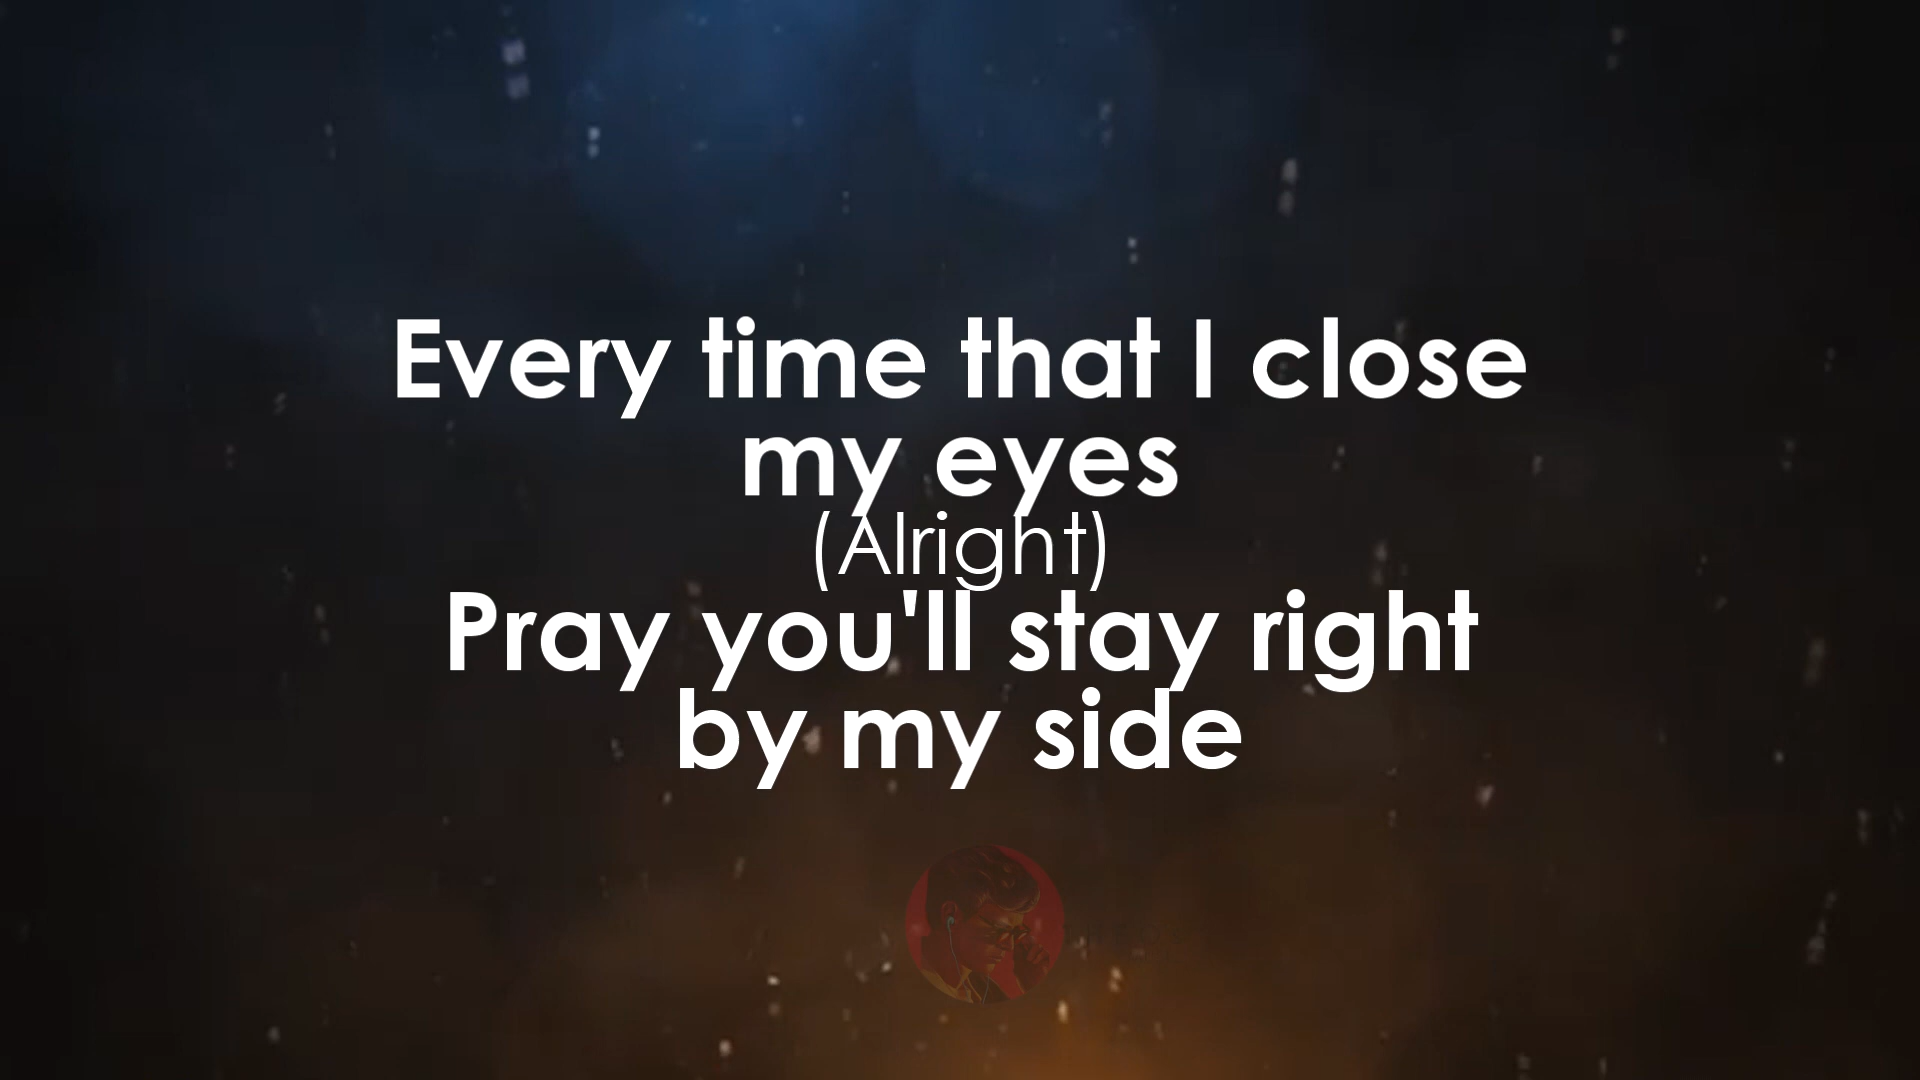 Every time that I close
my eyes
(Alright)
Pray you'll stay right
by my side